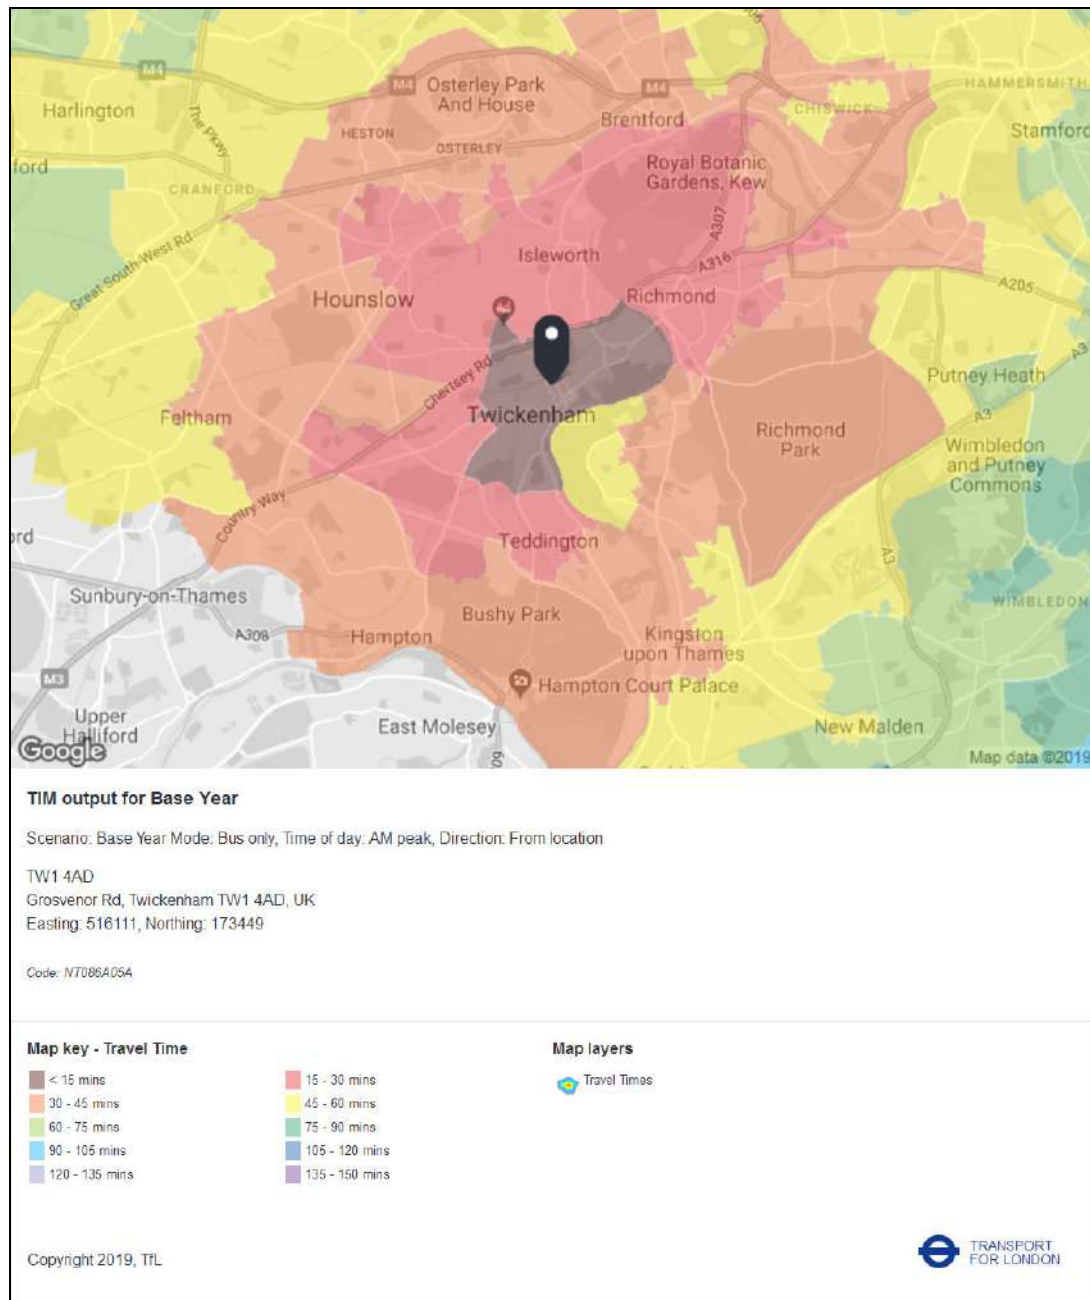 A306
M4
Harlington
The Pkwy
M4
Osterley Park
And House
M4
HAMMERSMITH
CHISWICK
Brentford
HESTON
OSTERLEY
Stamford
ford
CRANFORD
Royal Botanic
Gardens, Kew
A307
Great South-West Rd
Isleworth
A316
Hounslow
Richmond
A205
A3
Chertsey Rd
Putney Heath
Feltham
Twickenham
A3
Richmond
Park
Wimbledon
and Putney
Commons
Country Way
ord
Teddington
A3
Sunbury-on-Thames
WIMBLEDON
Bushy Park
A308
Hampton
Kingston
upon Thames
M3
Hampton Court Palace
Upper
Halliford
East Molesey
New Malden
Google
Map data ©2019
TIM output for Base Year
Scenario: Base Year Mode: Bus only, Time of day: AM peak, Direction: From location
TW1 4AD
Grosvenor Rd, Twickenham TW1 4AD, UK
Easting: 516111, Northing: 173449
Code: NT086A05A
Map key - Travel Time
< 15 mins
15 - 30 mins
30 - 45 mins
45 - 60 mins
60 - 75 mins
75 - 90 mins
90 - 105 mins
105 - 120 mins
120 - 135 mins
135 - 150 mins
Map layers
Travel Times
Copyright 2019, TfL
TRANSPORT
FOR LONDON